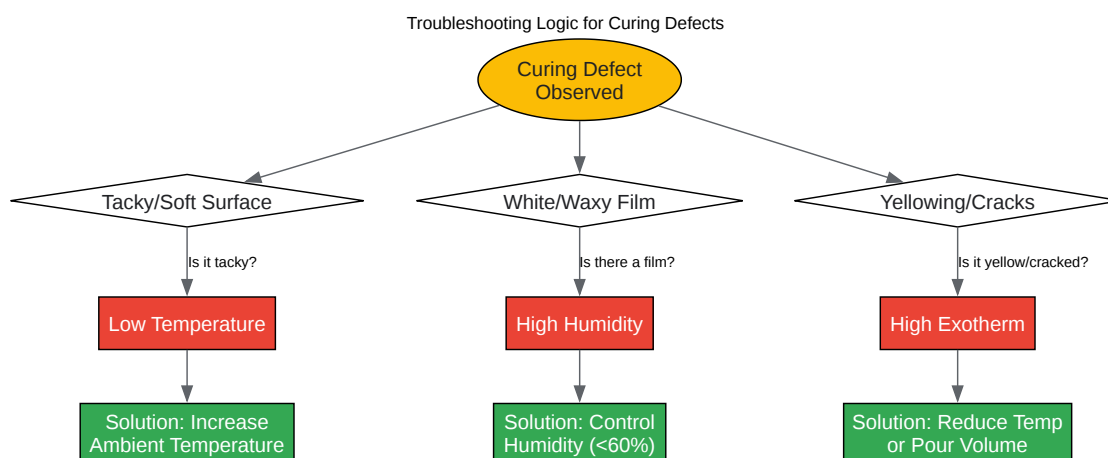 Troubleshooting Logic for Curing Defects
Curing Defect
Observed
Tacky/Soft Surface
White/Waxy Film
Yellowing/Cracks
Is it tacky?
Is there a film?
Is it yellow/cracked?
Low Temperature
High Humidity
High Exotherm
Solution: Increase
Ambient Temperature
Solution: Control
Humidity (<60%)
Solution: Reduce Temp
or Pour Volume